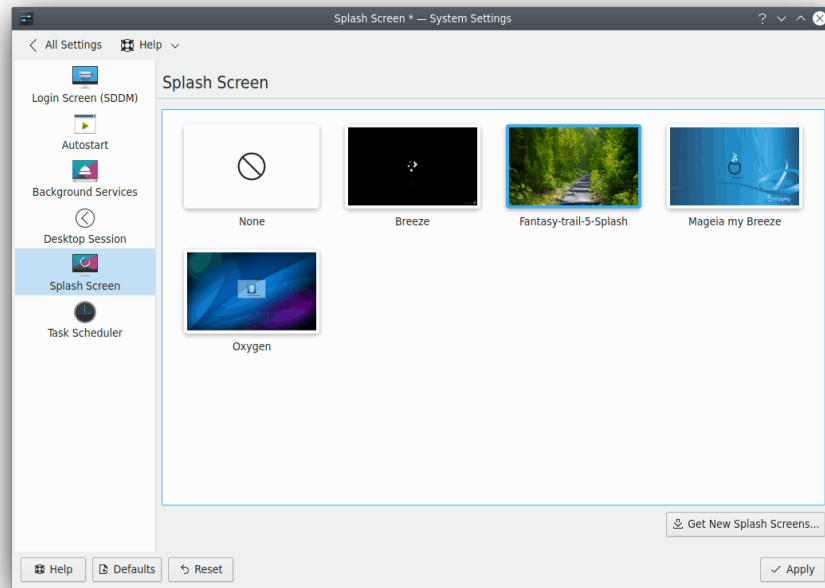 Splash Screen * — System Settings
All Settings Help
Login Screen (SDDM)
Autostart
Background Services
Desktop Session
Splash Screen
Task Scheduler
Splash Screen
None Breeze Fantasy-trail-5-Splash Mageia my Breeze
Oxygen
Get New Splash Screens...
Help Defaults Reset Apply